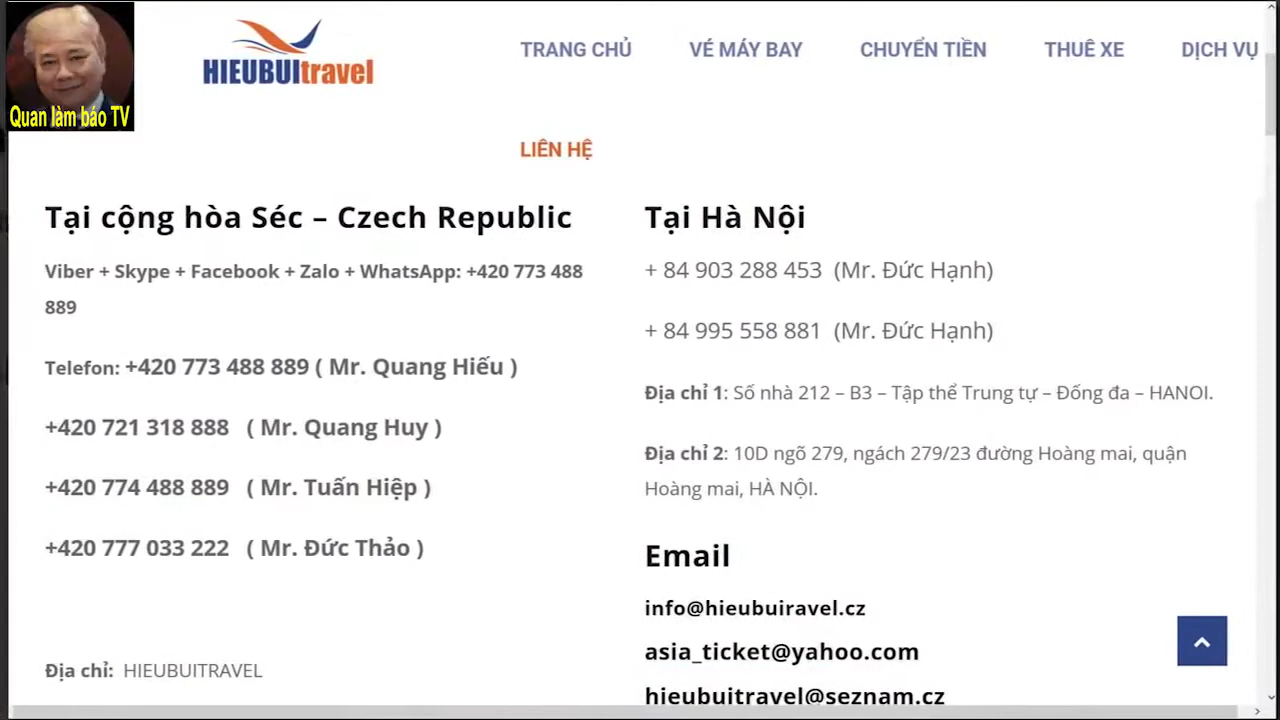 Quan làm báo TV
HIEUBUItravel
TRANG CHỦ
VÉ MÁY BAY
CHUYỂN TIỀN
THUÊ XE
DỊCH VỤ
LIÊN HỆ
Tại cộng hòa Séc – Czech Republic
Viber + Skype + Facebook + Zalo + WhatsApp: +420 773 488
889
Telefon: +420 773 488 889 ( Mr. Quang Hiếu )
+420 721 318 888 ( Mr. Quang Huy )
+420 774 488 889 ( Mr. Tuấn Hiệp )
+420 777 033 222 ( Mr. Đức Thảo )
Địa chỉ: HIEUBUITRAVEL
Tại Hà Nội
+ 84 903 288 453 (Mr. Đức Hạnh)
+ 84 995 558 881 (Mr. Đức Hạnh)
Địa chỉ 1: Số nhà 212 – B3 – Tập thể Trung tự – Đống đa – HANOI.
Địa chỉ 2: 10D ngõ 279, ngách 279/23 đường Hoàng mai, quận
Hoàng mai, HÀ NỘI.
Email
info@hieubuiravel.cz
asia_ticket@yahoo.com
hieubuitravel@seznam.cz